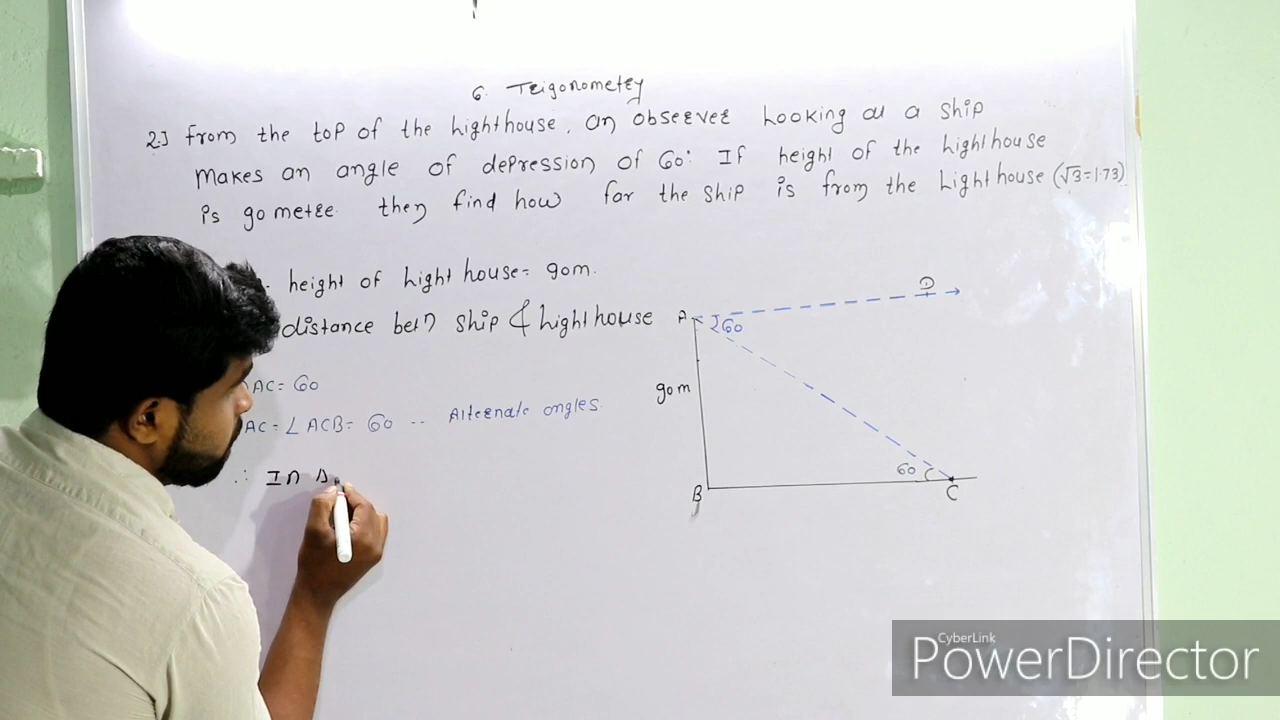 6. Trigonometry
2.] From the top of the Lighthouse, an observer Looking at a ship
makes an angle of depression of 60° If height of the Lighthouse
is 90 metre then find how far the ship is from the Lighthouse (√3=1.73)
height of Light house = 90m.
distance betn ship & Lighthouse
AC = 60
AC = ∠ ACB = 60 -- Alternate angles.
∴ In Δ
D
A 60
90m
60
B C
CyberLink
PowerDirector